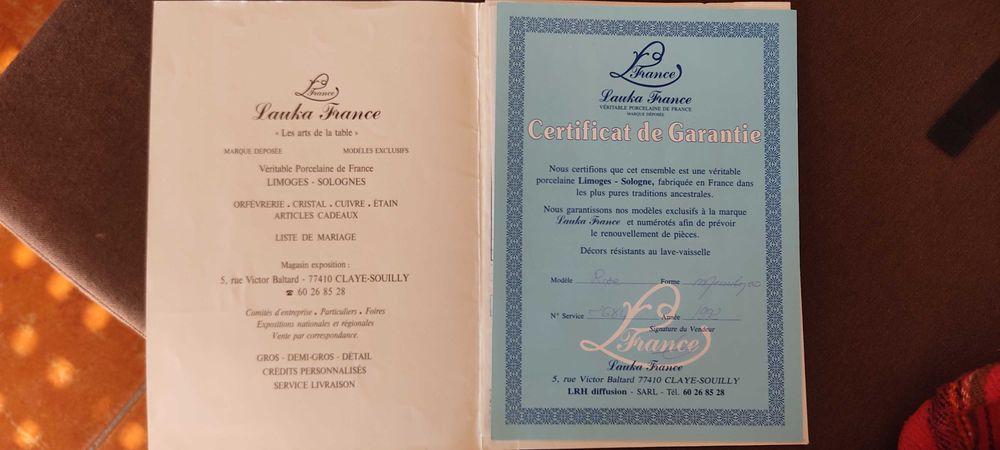 L France
Lauka France
« Les arts de la table »
MARQUE DÉPOSÉE MODÈLES EXCLUSIFS
Véritable Porcelaine de France
LIMOGES - SOLOGNES
ORFÉVRERIE . CRISTAL . CUIVRE . ÉTAIN
ARTICLES CADEAUX
LISTE DE MARIAGE
Magasin exposition :
5, rue Victor Baltard - 77410 CLAYE-SOUILLY
☎ 60 26 85 28
Comités d'entreprise . Particuliers . Foires
Expositions nationales et régionales
Vente par correspondance.
GROS - DEMI-GROS - DÉTAIL
CRÉDITS PERSONNALISÉS
SERVICE LIVRAISON
L France
Lauka France
VÉRITABLE PORCELAINE DE FRANCE
MARQUE DÉPOSÉE
Certificat de Garantie
Nous certifions que cet ensemble est une véritable
porcelaine Limoges - Sologne, fabriquée en France dans
les plus pures traditions ancestrales.
Nous garantissons nos modèles exclusifs à la marque
Lauka France et numérotés afin de prévoir
le renouvellement de pièces.
Décors résistants au lave-vaisselle
Modèle Forme
N° Service Année 1992
Signature du Vendeur
L France
Lauka France
5, rue Victor Baltard 77410 CLAYE-SOUILLY
LRH diffusion - SARL - Tél. 60 26 85 28